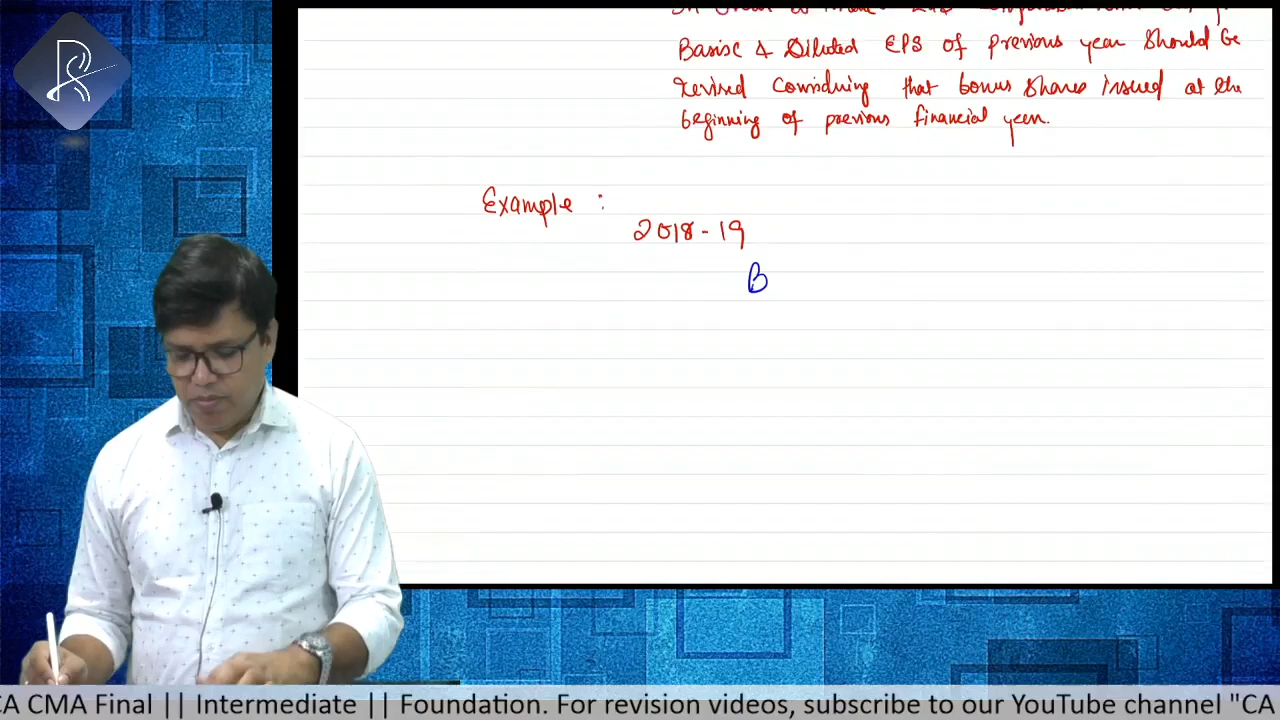 Basic & Diluted EPS of previous year should be
revised considering that bonus shares issued at the
beginning of previous financial year.
Example :
2018-19
B
CA CMA Final || Intermediate || Foundation. For revision videos, subscribe to our YouTube channel "CA